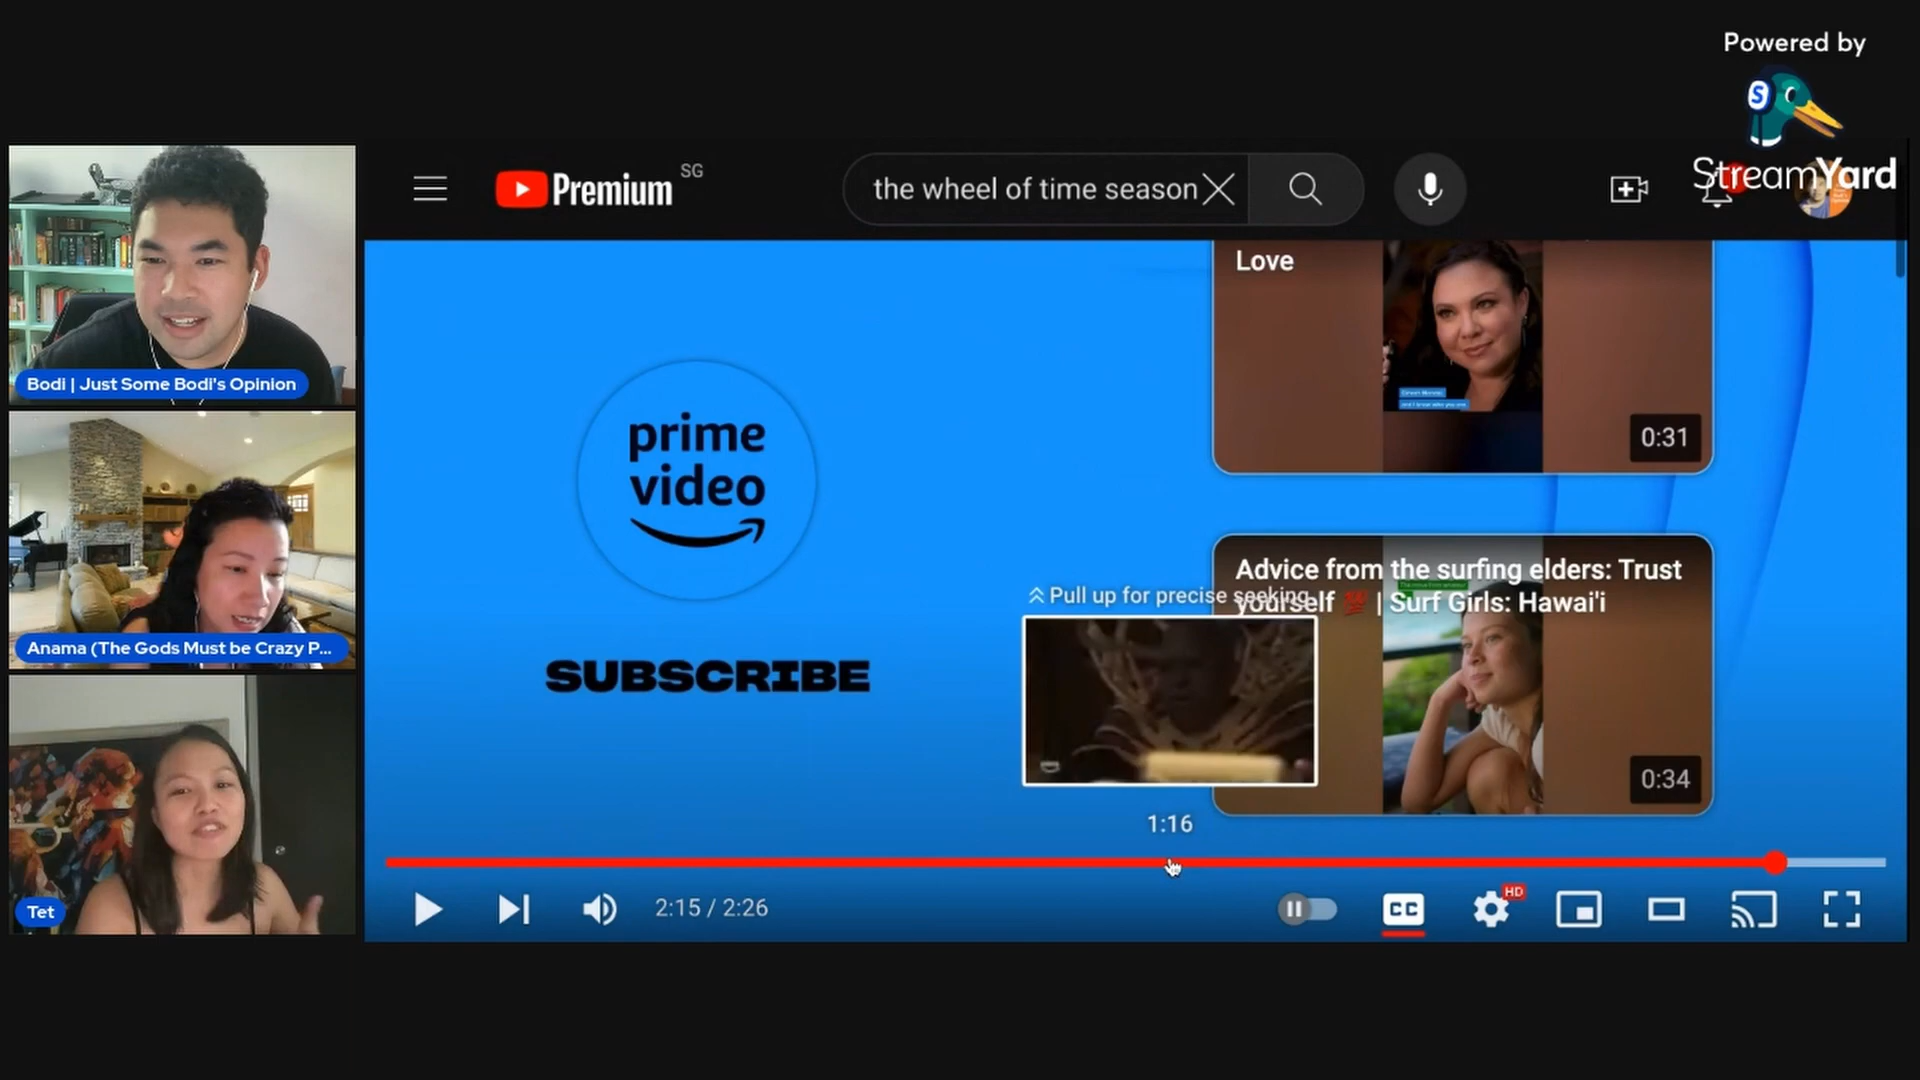 Powered by
StreamYard
Premium SG
the wheel of time season
Love
0:31
prime
video
SUBSCRIBE
Advice from the surfing elders: Trust
yourself 💯 | Surf Girls: Hawai'i
Pull up for precise seeking
0:34
1:16
2:15 / 2:26
CC
HD
Bodi | Just Some Bodi's Opinion
Anama (The Gods Must be Crazy P...
Tet